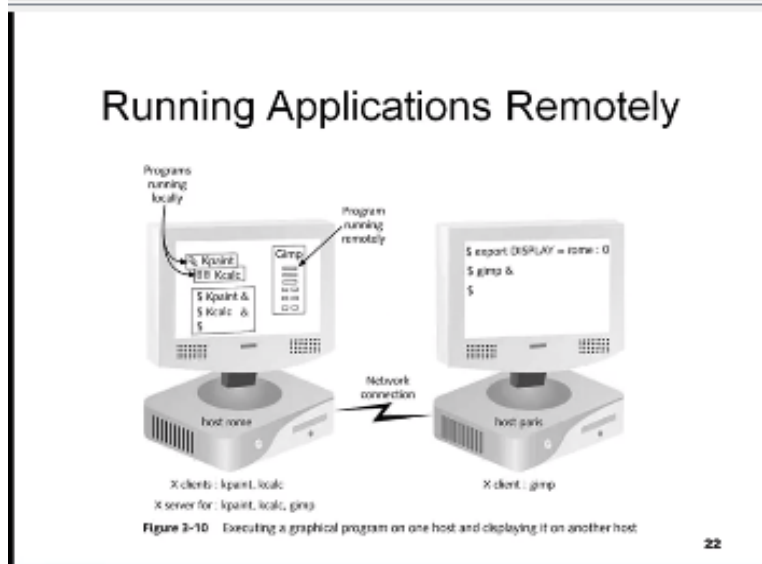 Running Applications Remotely
Programs
running
locally
Program
running
remotely
Kpaint
Kcalc
$ Kpaint &
$ Kcalc &
$
Gimp
$ export DISPLAY = rome : 0
$ gimp &
$
Network
connection
host rome
host paris
X clients : kpaint, kcalc
X client : gimp
X server for : kpaint, kcalc, gimp
Figure 3-10 Executing a graphical program on one host and displaying it on another host
22